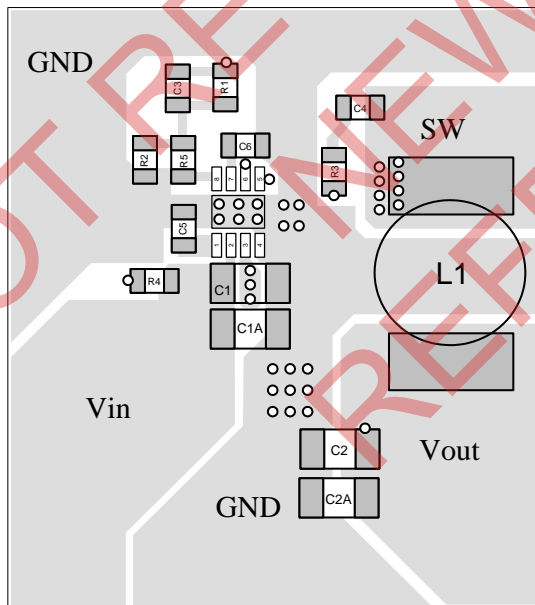 GND
C3
R1
C4
SW
R2
R5
C6
R3
8 7 6 5
C5
1 2 3 4
R4
C1
L1
C1A
Vin
C2
Vout
GND
C2A